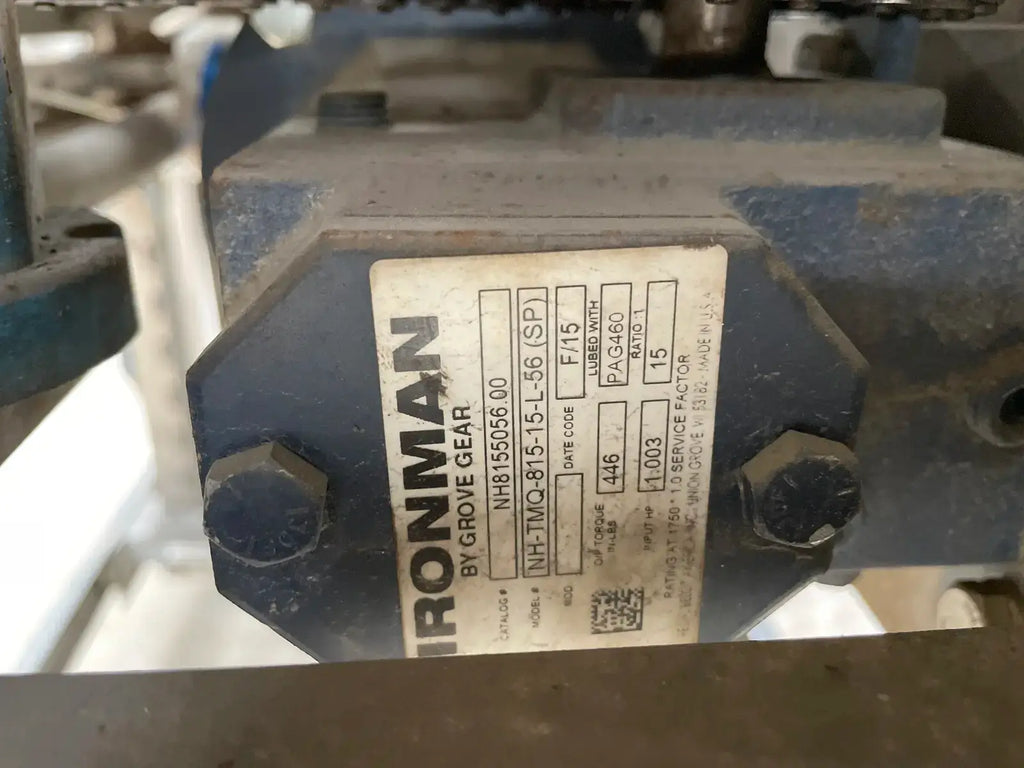 IRONMAN
BY GROVE GEAR
CATALOG # NH8155056.00
MODEL # NH-TMQ-815-15-L-56 (SP)
MOD DATE CODE F/15
O/P TORQUE IN-LBS 446 LUBED WITH PAG460
INPUT HP 1.003 RATIO :1 15
RATING AT 1750 * 1.0 SERVICE FACTOR
UNION GROVE WI 53182 MADE IN U.S.A.